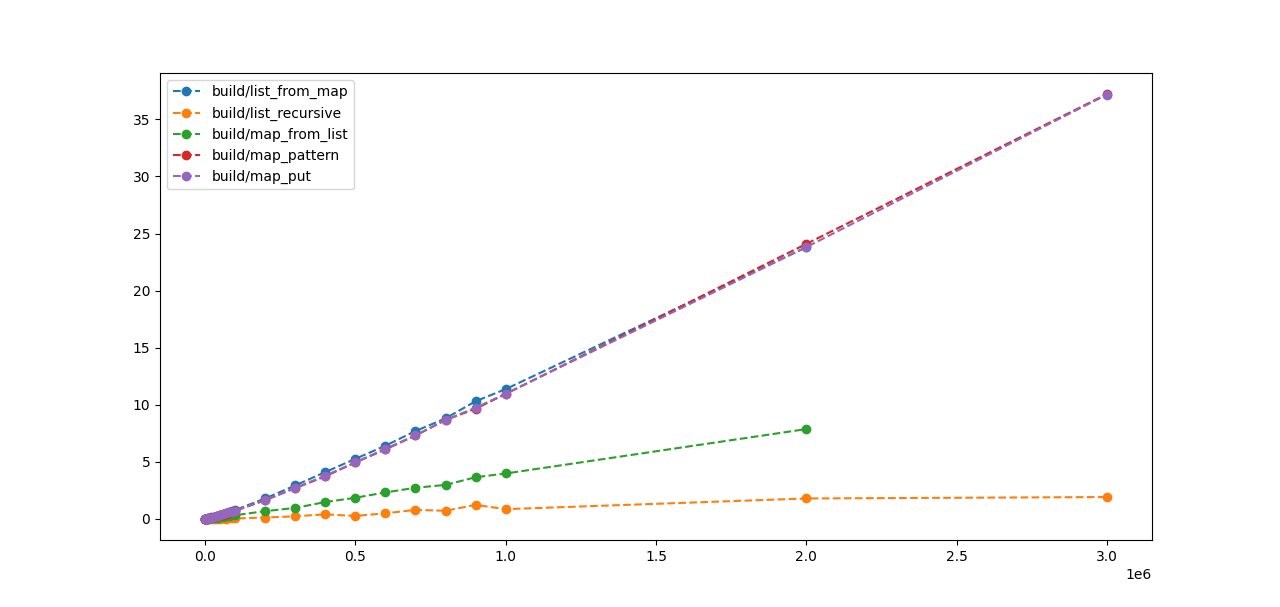 build/list_from_map
build/list_recursive
build/map_from_list
build/map_pattern
build/map_put
35
30
25
20
15
10
5
0
0.0 0.5 1.0 1.5 2.0 2.5 3.0
1e6